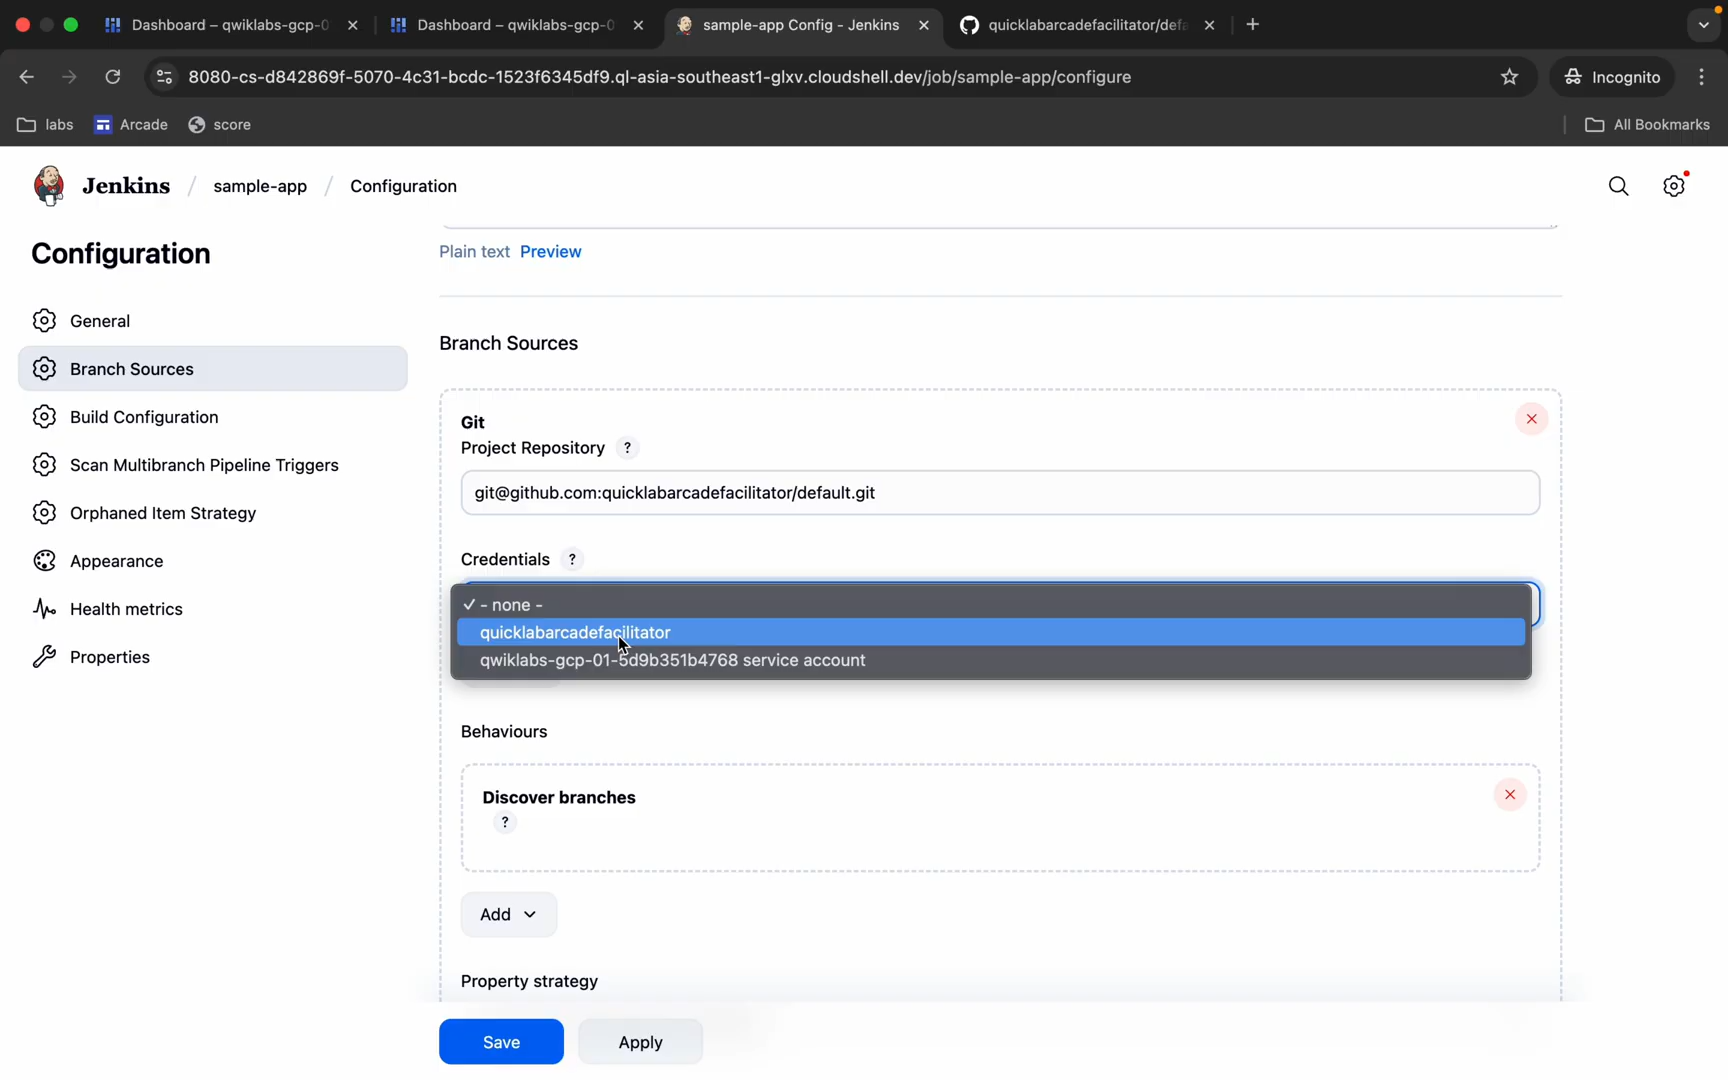 Dashboard – qwiklabs-gcp-0
Dashboard – qwiklabs-gcp-0
sample-app Config - Jenkins
quicklabarcadefacilitator/defa
8080-cs-d842869f-5070-4c31-bcdc-1523f6345df9.ql-asia-southeast1-glxv.cloudshell.dev/job/sample-app/configure
Incognito
labs
Arcade
score
All Bookmarks
Jenkins / sample-app / Configuration
Configuration
General
Branch Sources
Build Configuration
Scan Multibranch Pipeline Triggers
Orphaned Item Strategy
Appearance
Health metrics
Properties
Plain text Preview
Branch Sources
Git
Project Repository ?
git@github.com:quicklabarcadefacilitator/default.git
Credentials ?
✓ - none -
quicklabarcadefacilitator
qwiklabs-gcp-01-5d9b351b4768 service account
Behaviours
Discover branches
?
Add
Property strategy
Save
Apply